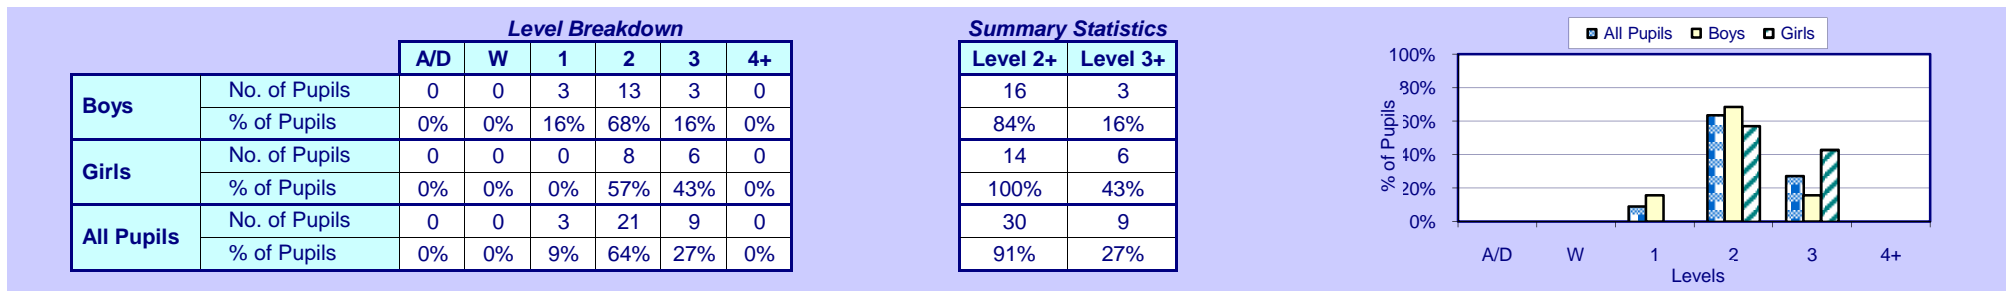 Level Breakdown
A/D W 1 2 3 4+
Boys
No. of Pupils 0 0 3 13 3 0
% of Pupils 0% 0% 16% 68% 16% 0%
Girls
No. of Pupils 0 0 0 8 6 0
% of Pupils 0% 0% 0% 57% 43% 0%
All Pupils
No. of Pupils 0 0 3 21 9 0
% of Pupils 0% 0% 9% 64% 27% 0%
Summary Statistics
Level 2+ Level 3+
16 3
84% 16%
14 6
100% 43%
30 9
91% 27%
All Pupils Boys Girls
100%
80%
60%
40%
20%
0%
% of Pupils
A/D W 1 2 3 4+
Levels